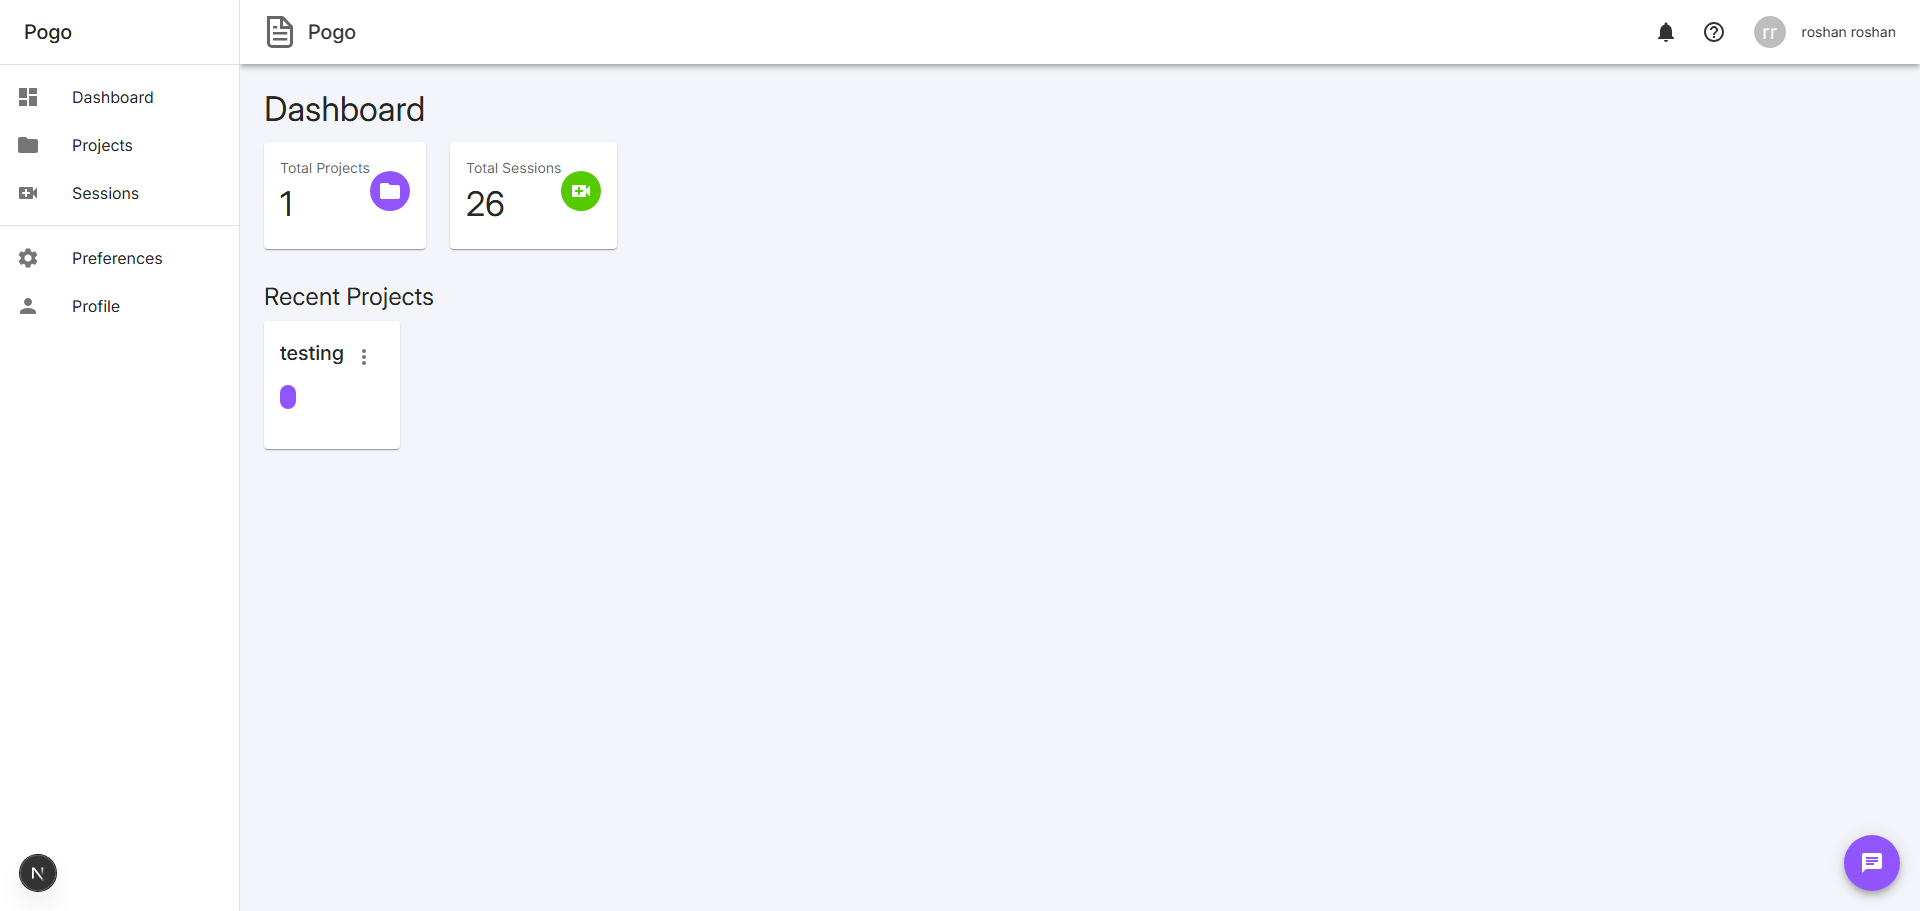 Pogo
Pogo
rr
roshan roshan
Dashboard
Projects
Sessions
Preferences
Profile
Dashboard
Total Projects
1
Total Sessions
26
Recent Projects
testing
N